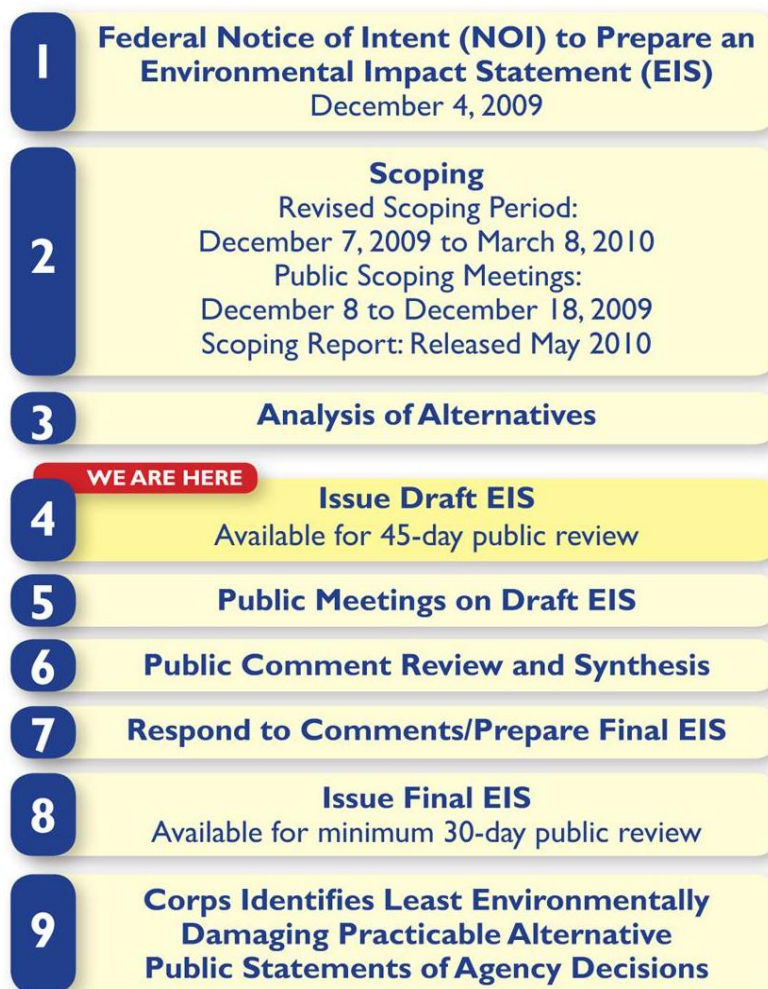 1
Federal Notice of Intent (NOI) to Prepare an
Environmental Impact Statement (EIS)
December 4, 2009
2
Scoping
Revised Scoping Period:
December 7, 2009 to March 8, 2010
Public Scoping Meetings:
December 8 to December 18, 2009
Scoping Report: Released May 2010
3
Analysis of Alternatives
WE ARE HERE
4
Issue Draft EIS
Available for 45-day public review
5
Public Meetings on Draft EIS
6
Public Comment Review and Synthesis
7
Respond to Comments/Prepare Final EIS
8
Issue Final EIS
Available for minimum 30-day public review
9
Corps Identifies Least Environmentally
Damaging Practicable Alternative
Public Statements of Agency Decisions